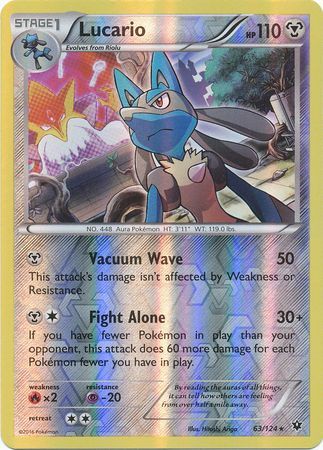 STAGE1 Lucario HP110
Evolves from Riolu
NO. 448 Aura Pokémon HT: 3'11" WT: 119.0 lbs.
Vacuum Wave 50
This attack's damage isn't affected by Weakness or
Resistance.
Fight Alone 30+
If you have fewer Pokémon in play than your
opponent, this attack does 60 more damage for each
Pokémon fewer you have in play.
weakness resistance
×2 -20
retreat
By reading the auras of all things,
it can tell how others are feeling
from over half a mile away.
©2016 Pokémon Illus. Hitoshi Ariga 63/124 ★